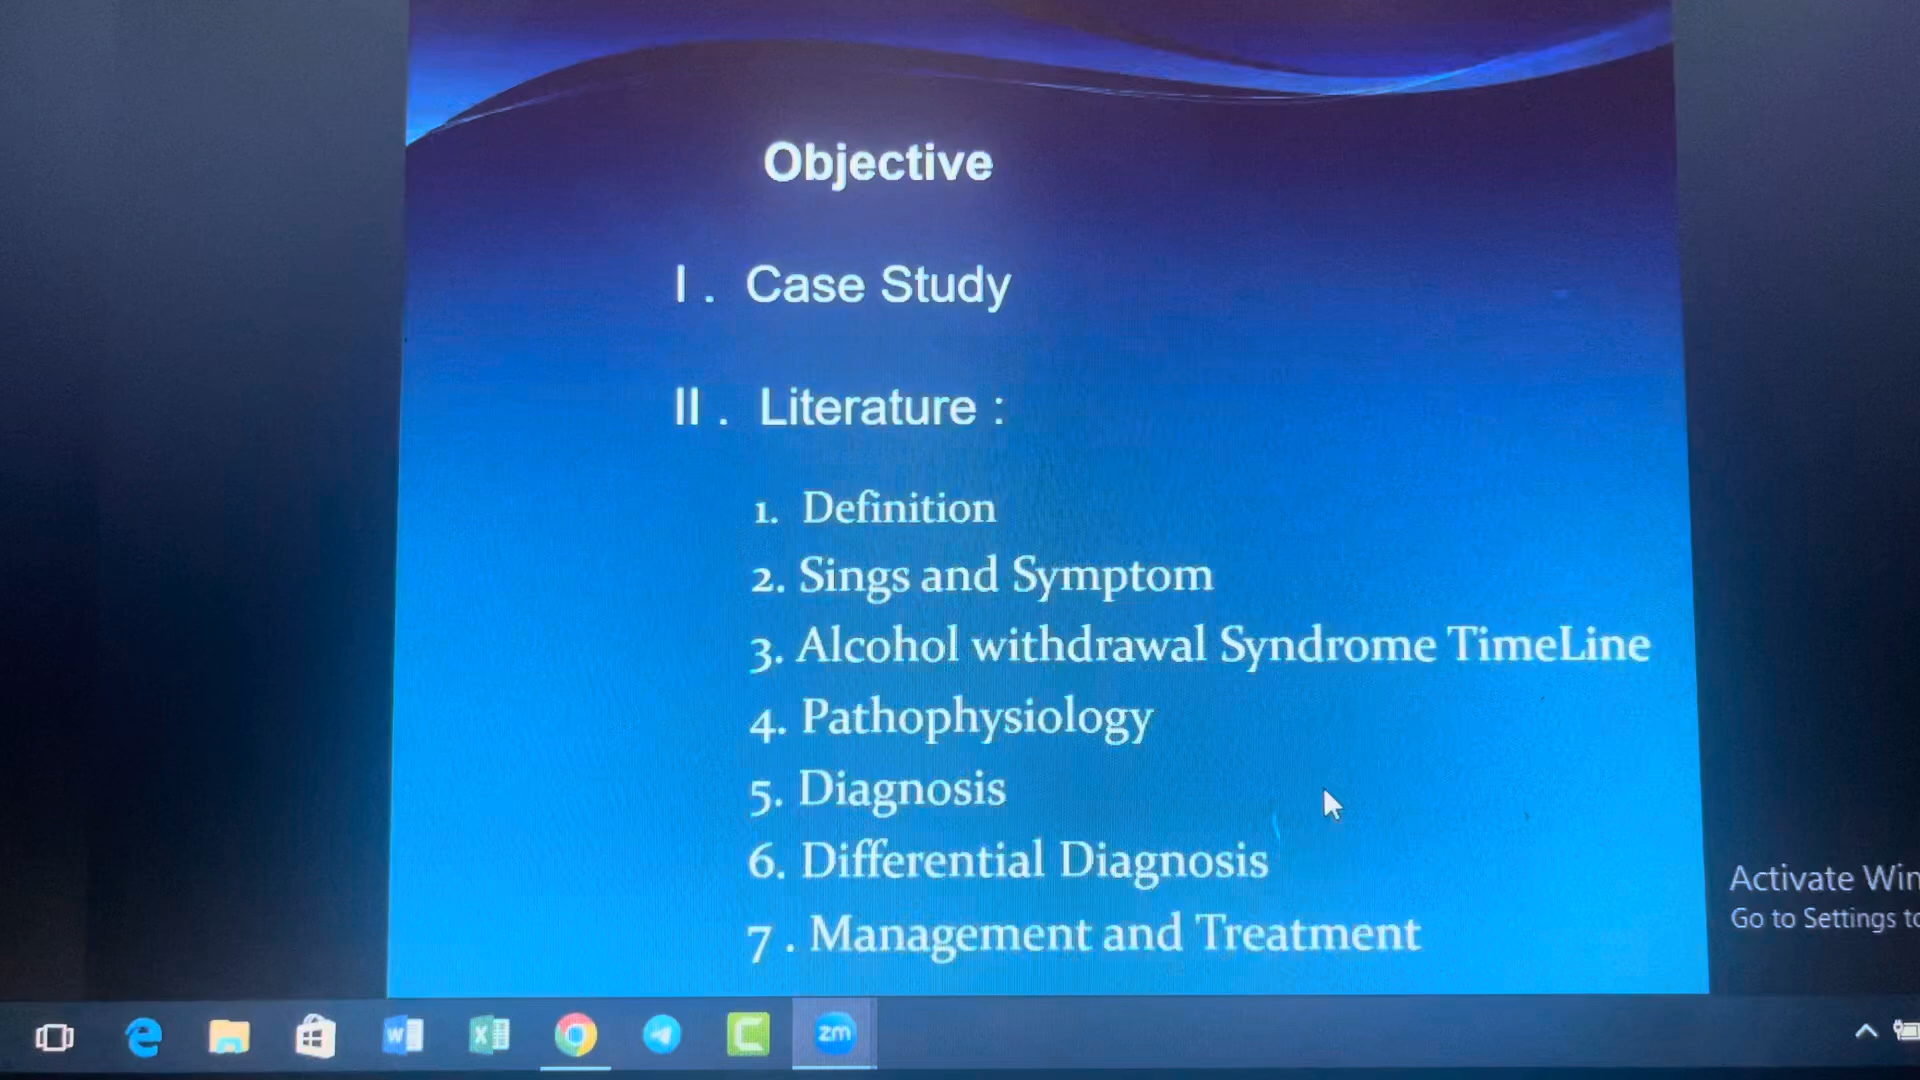 Objective
I . Case Study
II . Literature :
1. Definition
2. Sings and Symptom
3. Alcohol withdrawal Syndrome TimeLine
4. Pathophysiology
5. Diagnosis
6. Differential Diagnosis
7 . Management and Treatment
Activate Win
Go to Settings to
zm